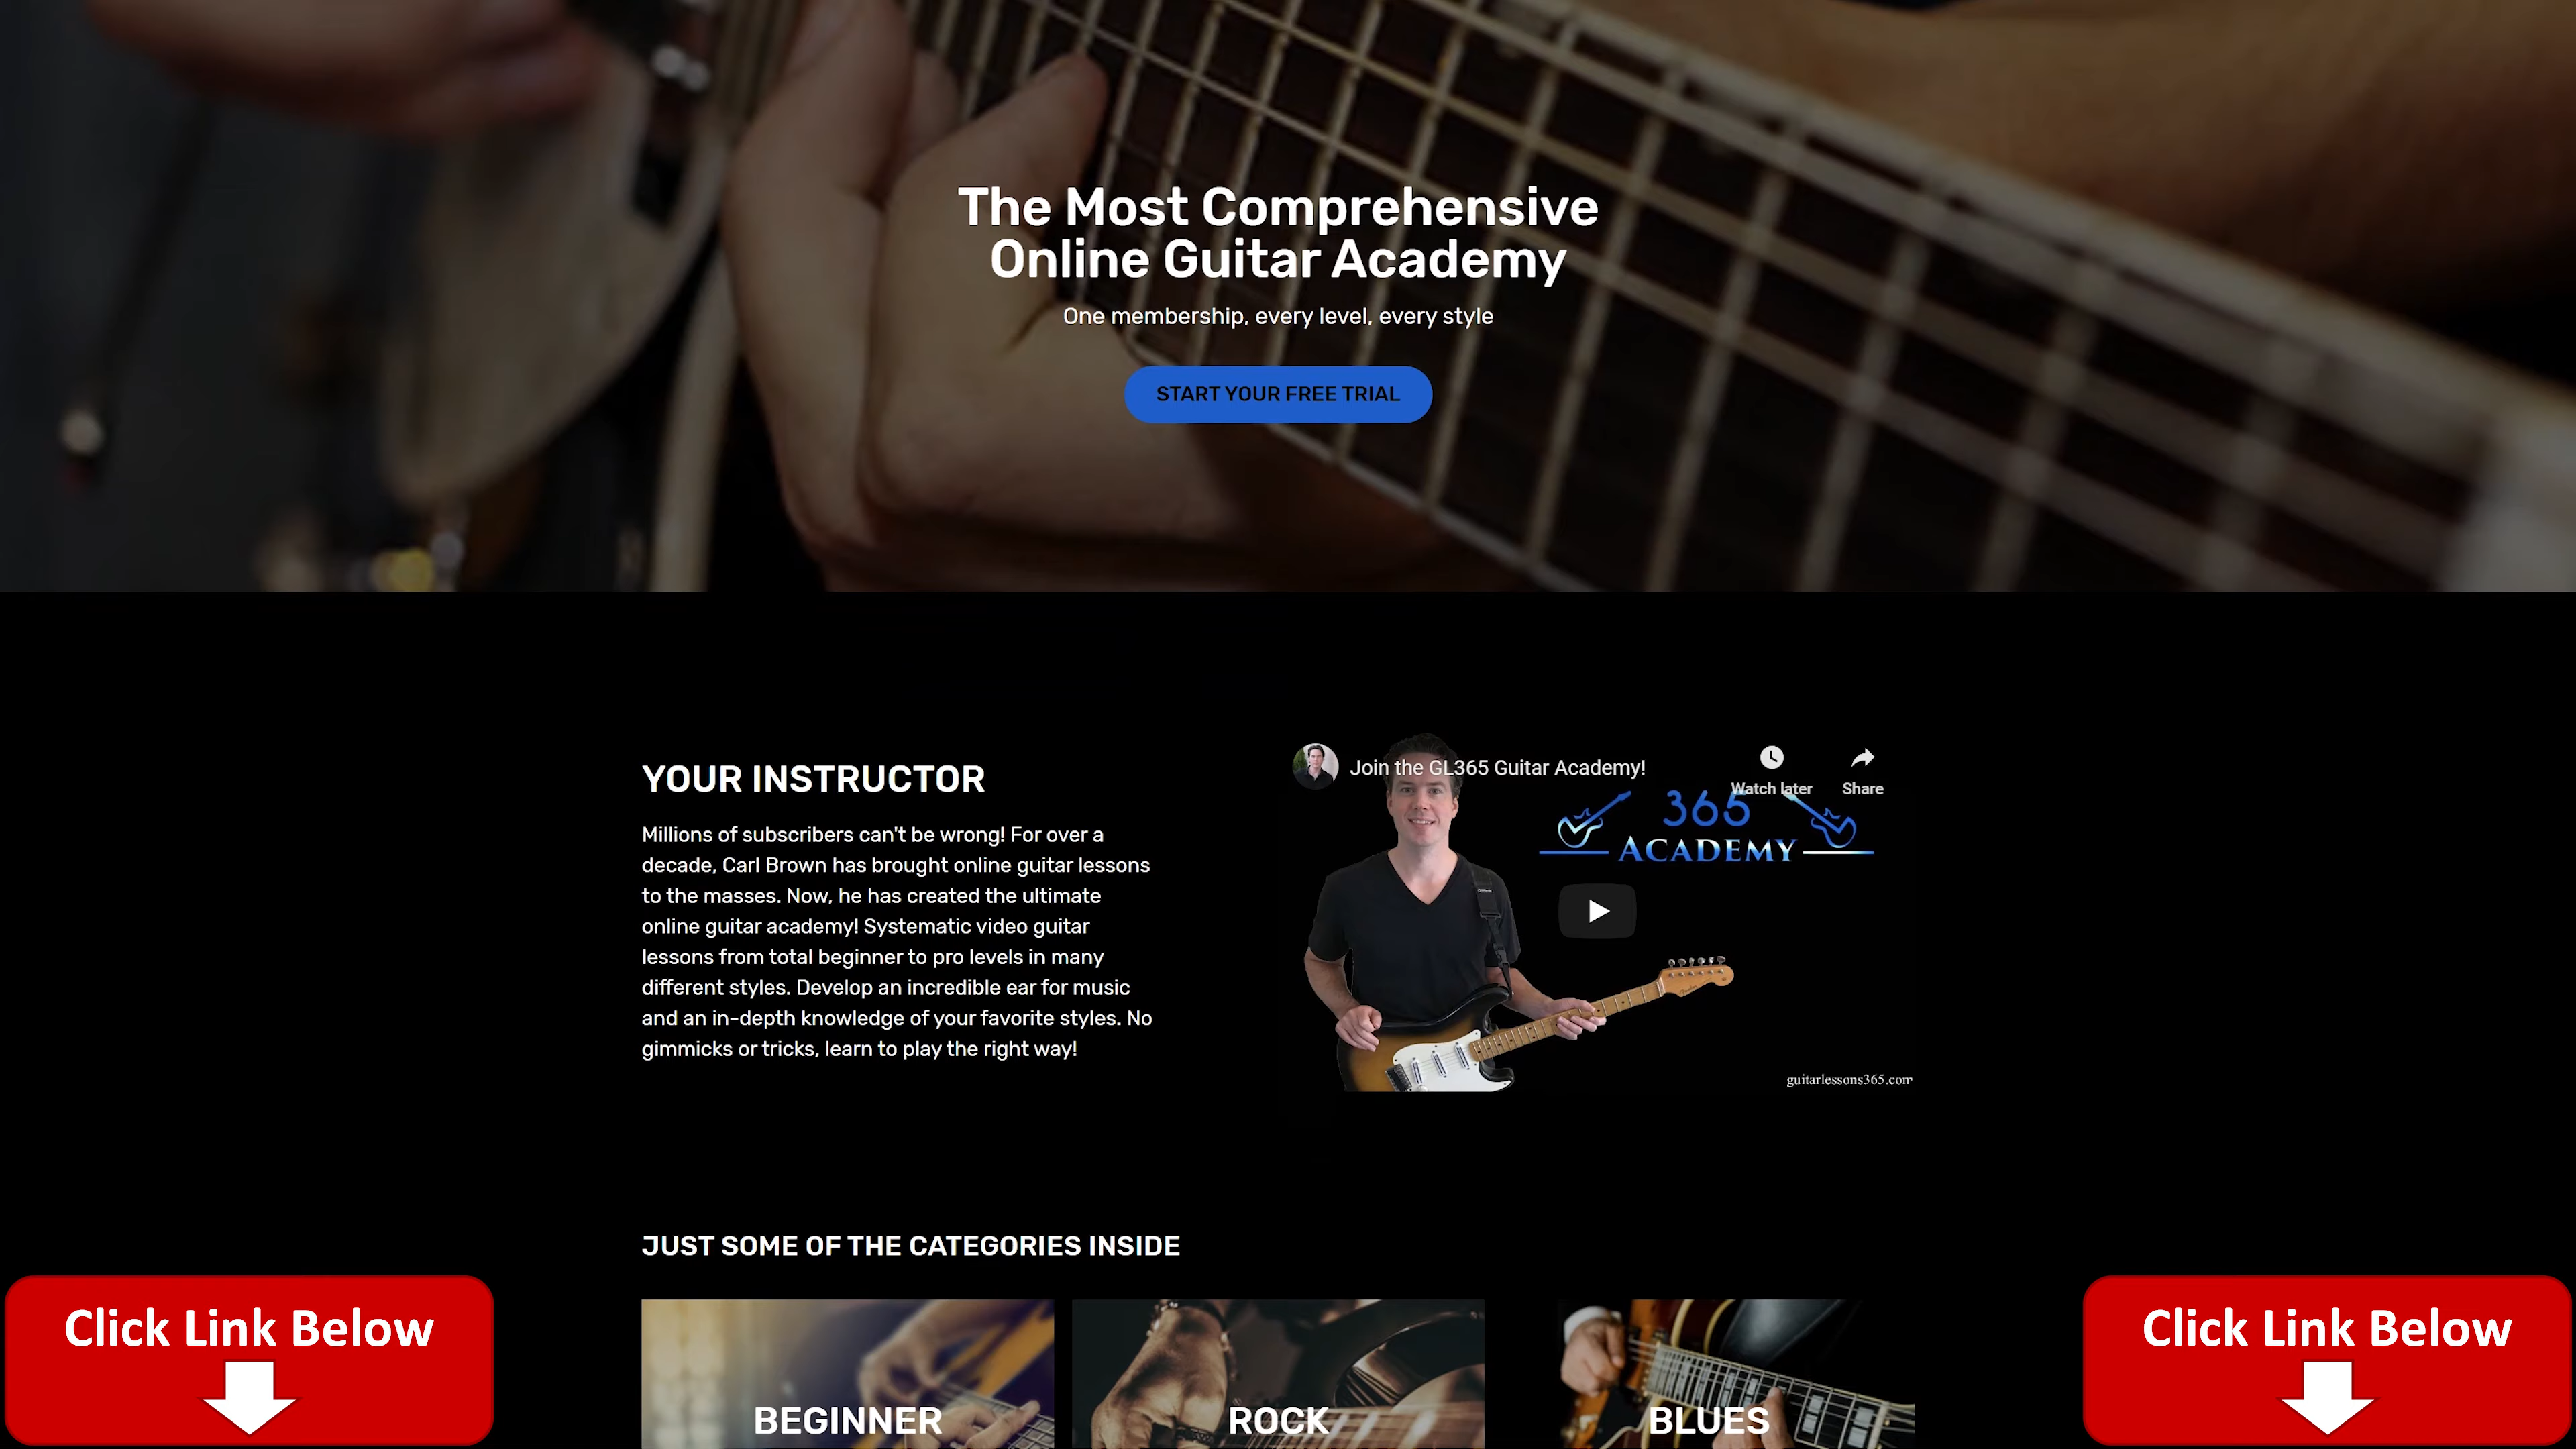 The Most Comprehensive
Online Guitar Academy
One membership, every level, every style
START YOUR FREE TRIAL
YOUR INSTRUCTOR
Millions of subscribers can't be wrong! For over a
decade, Carl Brown has brought online guitar lessons
to the masses. Now, he has created the ultimate
online guitar academy! Systematic video guitar
lessons from total beginner to pro levels in many
different styles. Develop an incredible ear for music
and an in-depth knowledge of your favorite styles. No
gimmicks or tricks, learn to play the right way!
Join the GL365 Guitar Academy!
Watch later
Share
365
ACADEMY
guitarlessons365.com
JUST SOME OF THE CATEGORIES INSIDE
BEGINNER
ROCK
BLUES
Click Link Below
Click Link Below